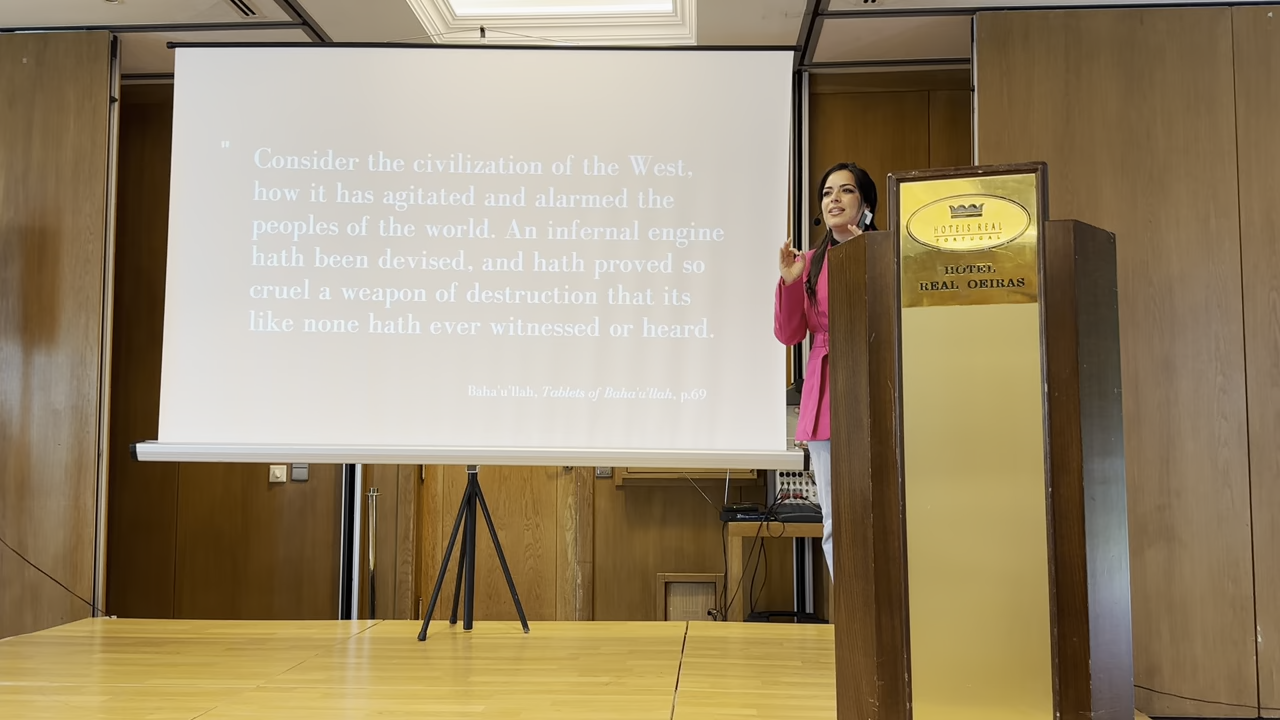 "
Consider the civilization of the West,
how it has agitated and alarmed the
peoples of the world. An infernal engine
hath been devised, and hath proved so
cruel a weapon of destruction that its
like none hath ever witnessed or heard.
Baha'u'llah, Tablets of Baha'u'llah, p.69
HOTEIS REAL
PORTUGAL
HOTEL
REAL OEIRAS